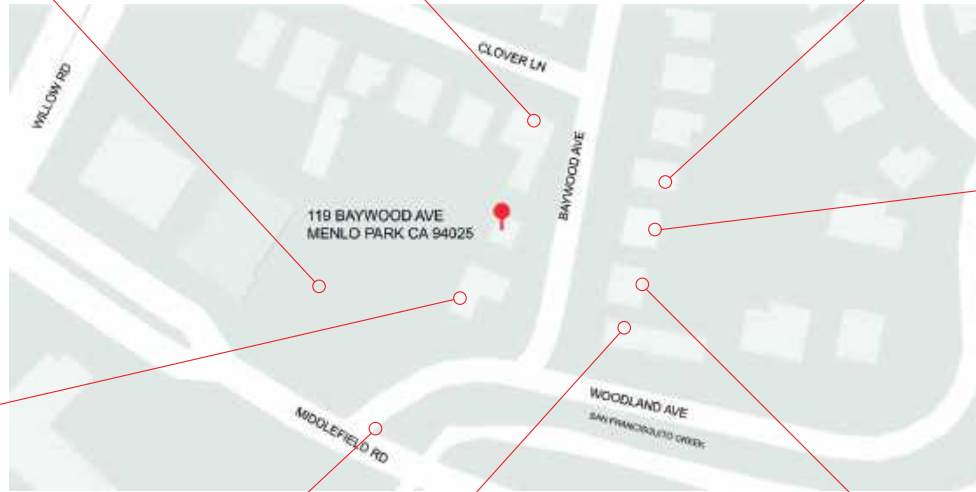 CLOVER LN
WILLOW RD
BAYWOOD AVE
119 BAYWOOD AVE
MENLO PARK CA 94025
WOODLAND AVE
SAN FRANCISQUITO CREEK
MIDDLEFIELD RD